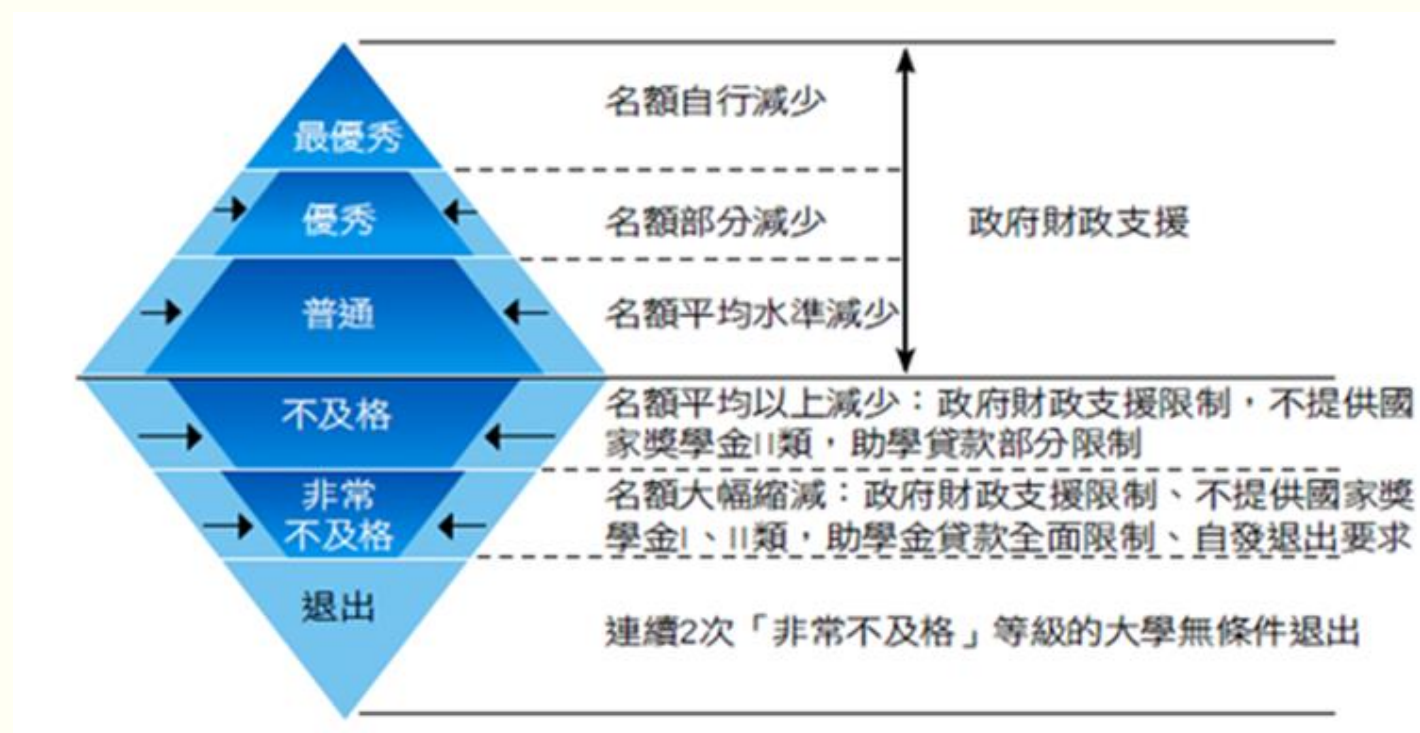 最優秀
名額自行減少
優秀
名額部分減少
政府財政支援
普通
名額平均水準減少
不及格
名額平均以上減少：政府財政支援限制，不提供國
家獎學金II類，助學貸款部分限制
非常
不及格
名額大幅縮減：政府財政支援限制、不提供國家獎
學金I、II類，助學金貸款全面限制、自發退出要求
退出
連續2次「非常不及格」等級的大學無條件退出